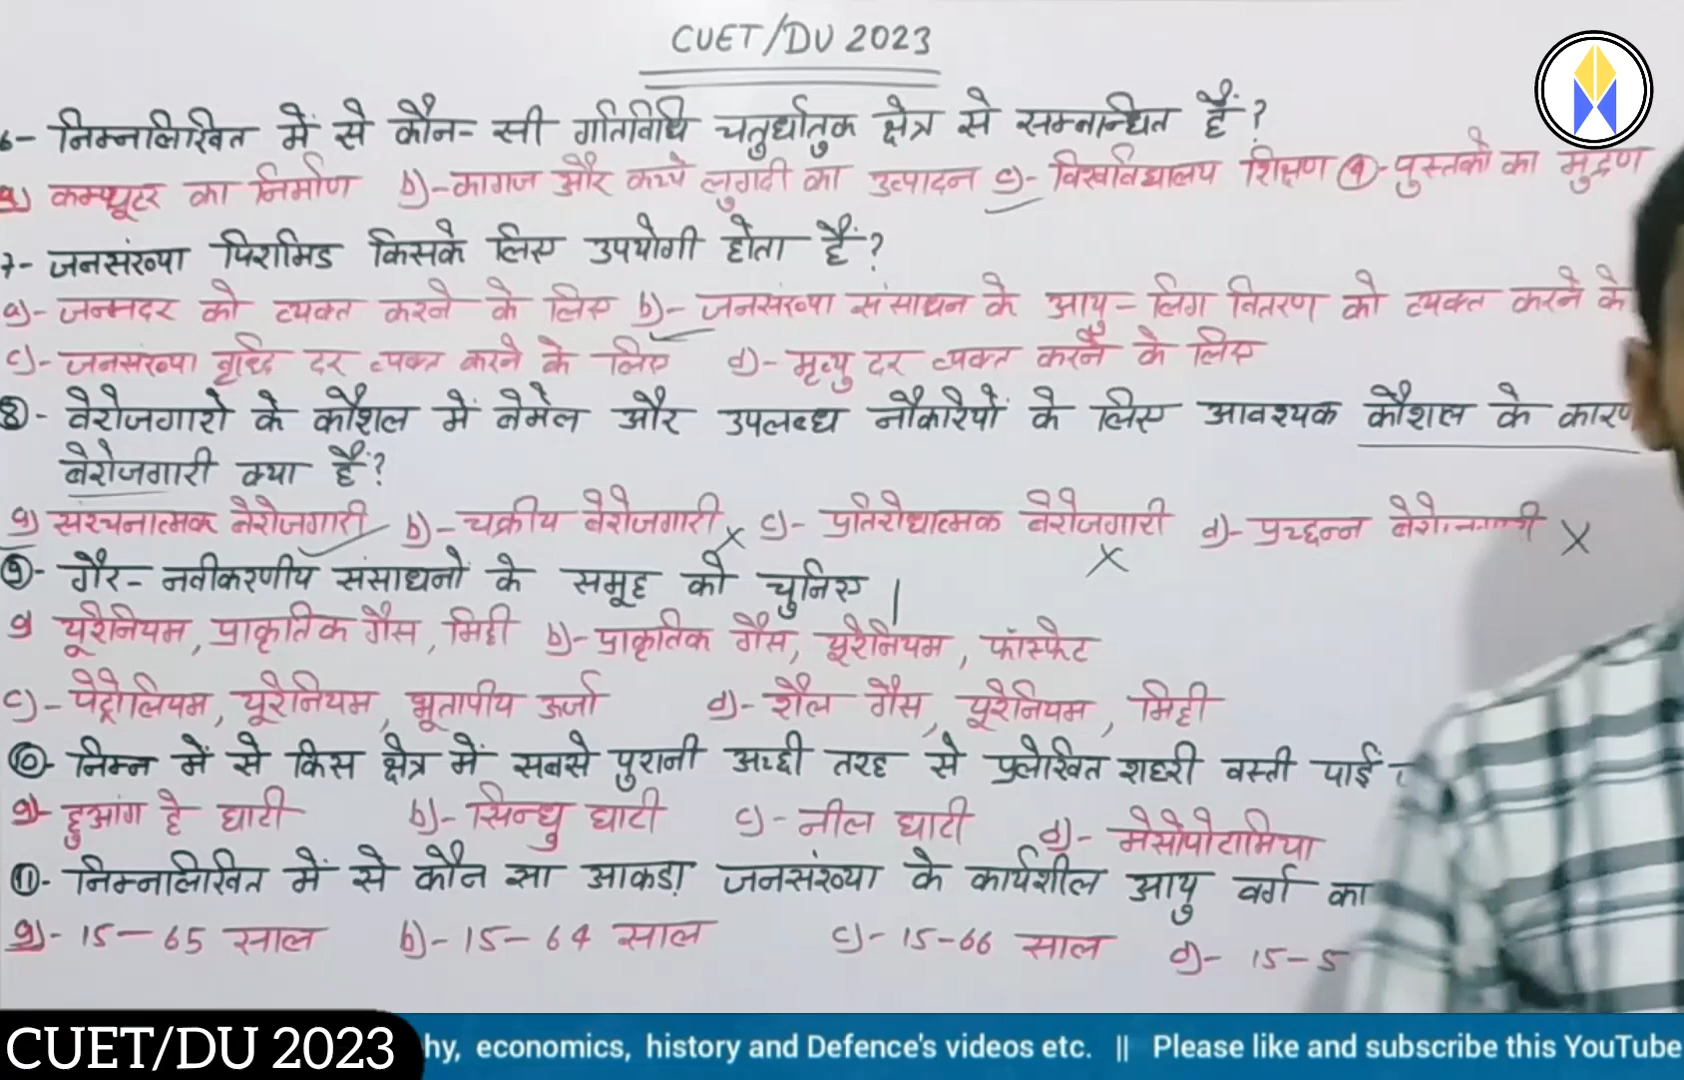 CUET/DU 2023
6- निम्नलिखित में से कौन-सी गतिविधि चतुर्धातुक क्षेत्र से सम्बन्धित हैं?
a) कम्प्यूटर का निर्माण b)- कागज और कच्चे लुगदी का उत्पादन c)- विश्वविद्यालय शिक्षण d)- पुस्तकों का मुद्रण
7- जनसंख्या पिरामिड किसके लिए उपयोगी होता हैं?
a)- जन्मदर को व्यक्त करने के लिए b)- जनसंख्या संसाधन के आयु-लिंग वितरण को व्यक्त करने के
c)- जनसंख्या वृद्धि दर व्यक्त करने के लिए d)- मृत्यु दर व्यक्त करने के लिए
8- वेरोजगारो के कौशल में बेमेल और उपलब्ध नौकरियों के लिए आवश्यक कौशल के
बेरोजगारी क्या हैं?
a) संरचनात्मक बेरोजगारी b)- चक्रीय बेरोजगारी x c)- प्रतिरोधात्मक बेरोजगारी x d)- प्रच्छन्न x
9- गैर-नवीकरणीय संसाधनो के समूह को चुनिए।
a यूरेनियम, प्राकृतिक गैस, मिट्टी b)- प्राकृतिक गैस, यूरेनियम, फॉस्फेट
c)- पेट्रोलियम, यूरेनियम, भूतापीय ऊर्जा d)- शैल गैस, यूरेनियम, मिट्टी
10- निम्न में से किस क्षेत्र में सबसे पुरानी अच्छी तरह से प्रलेखित शहरी वस्ती पाई
a)- हुआंग हे घाटी b)- सिन्धु घाटी c)- नील घाटी d)- मेसोपोटामिया
11- निम्नलिखित में से कौन सा आकडा़ जनसंख्या के कार्यशील आयु वर्ग का
a)- 15-65 साल b)- 15-64 साल c)- 15-66 साल d)- 15-5
CUET/DU 2023 hy, economics, history and Defence's videos etc. || Please like and subscribe this YouTube